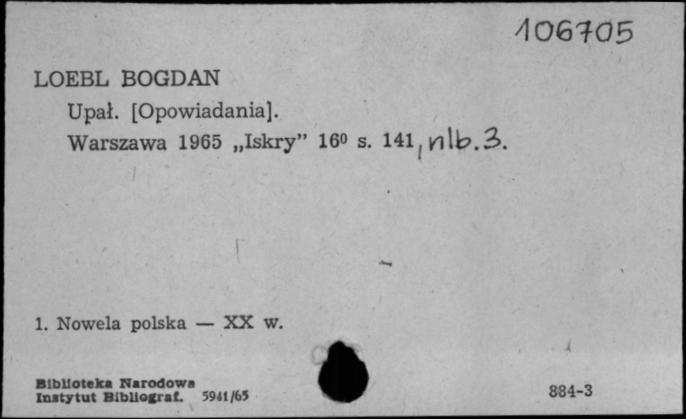 106705
LOEBL BOGDAN
Upał. [Opowiadania].
Warszawa 1965 „Iskry” 16⁰ s. 141, nlb. 3.
1. Nowela polska — XX w.
Biblioteka Narodowa
Instytut Bibliograf. 5941/65
884-3